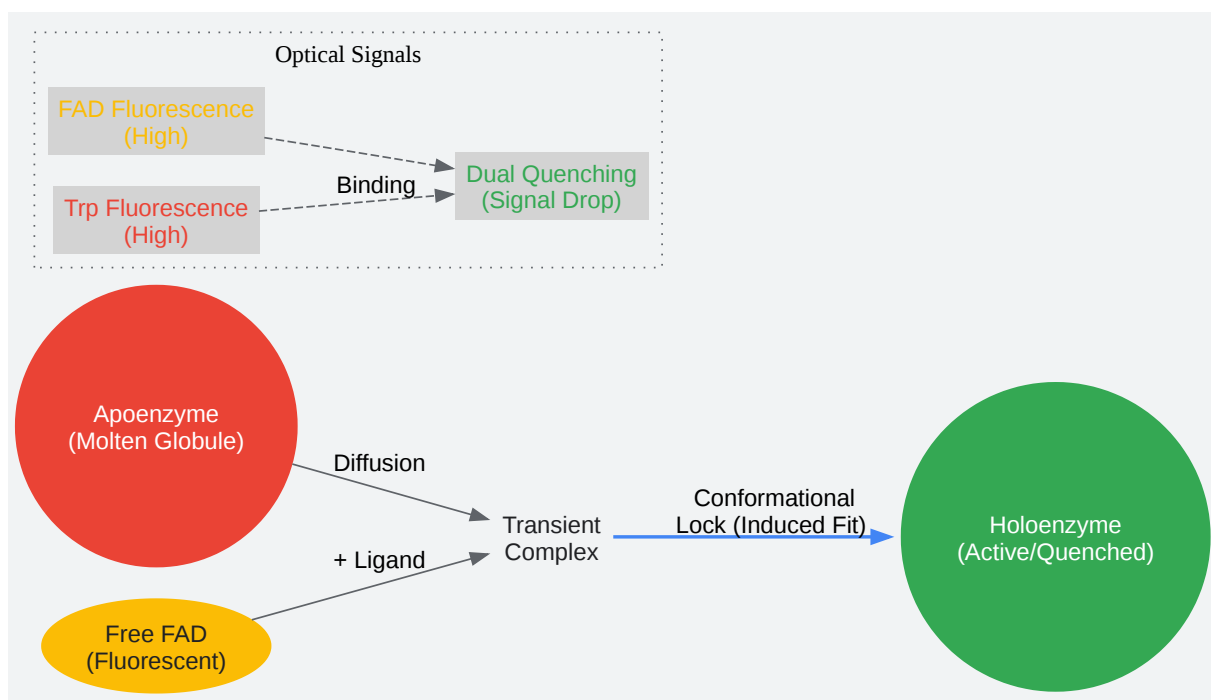 Optical Signals
FAD Fluorescence
(High)
Trp Fluorescence
(High)
Binding
Dual Quenching
(Signal Drop)
Apoenzyme
(Molten Globule)
Diffusion
+ Ligand
Free FAD
(Fluorescent)
Transient
Complex
Conformational
Lock (Induced Fit)
Holoenzyme
(Active/Quenched)